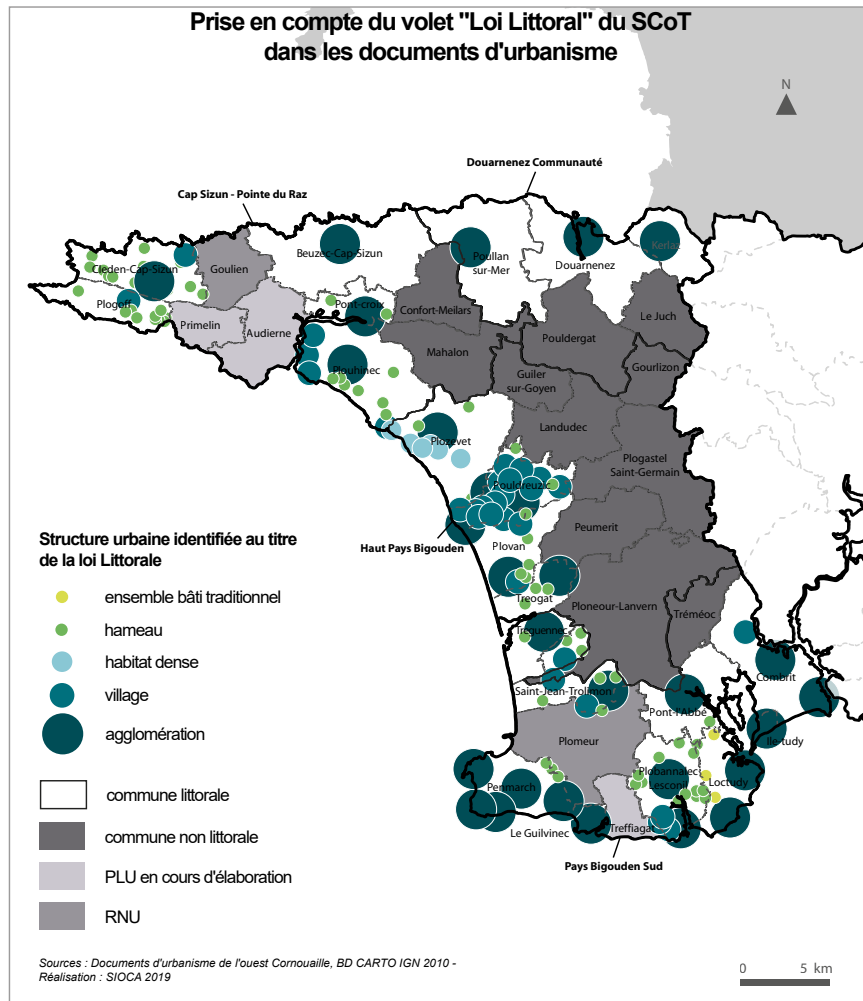 Prise en compte du volet "Loi Littoral" du SCoT
dans les documents d'urbanisme
N
Douarnenez Communauté
Cap Sizun - Pointe du Raz
Cleden-Cap-Sizun
Goulien
Beuzec-Cap-Sizun
Poullan
sur-Mer
Douarnenez
Kerlaz
Plogoff
Primelin
Audierne
Pont-croix
Confort-Meilars
Le Juch
Pouldergat
Mahalon
Plouhinec
Guiler
sur-Goyen
Gourlizon
Landudec
Plozevet
Plogastel
Saint-Germain
Pouldreuzic
Peumerit
Haut Pays Bigouden
Plovan
Tréogat
Ploneour-Lanvern
Tréméoc
Treguennec
Combrit
Saint-Jean-Trolimon
Pont-l'Abbé
Ile-tudy
Plomeur
Plobannalec
Lesconil
Loctudy
Penmarch
Le Guilvinec
Treffiagat
Pays Bigouden Sud
Structure urbaine identifiée au titre
de la loi Littorale
ensemble bâti traditionnel
hameau
habitat dense
village
agglomération
commune littorale
commune non littorale
PLU en cours d'élaboration
RNU
Sources : Documents d'urbanisme de l'ouest Cornouaille, BD CARTO IGN 2010 -
Réalisation : SIOCA 2019
0 5 km